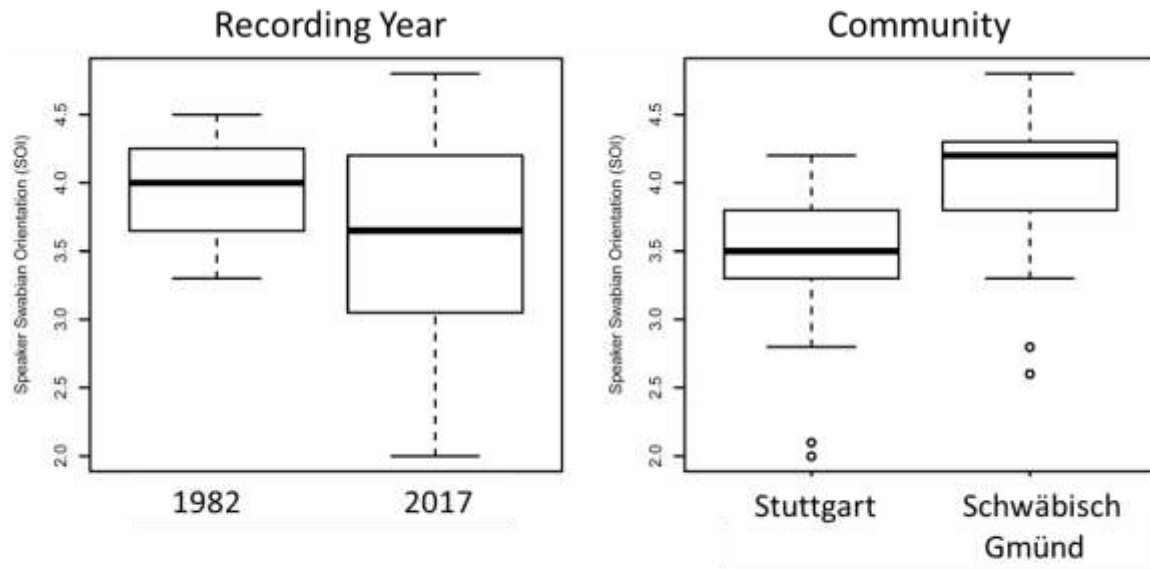 Recording Year
Speaker Swabian Orientation (SOI)
4.5
4.0
3.5
3.0
2.5
2.0
1982 2017
Community
Speaker Swabian Orientation (SOI)
4.5
4.0
3.5
3.0
2.5
2.0
Stuttgart Schwäbisch
Gmünd